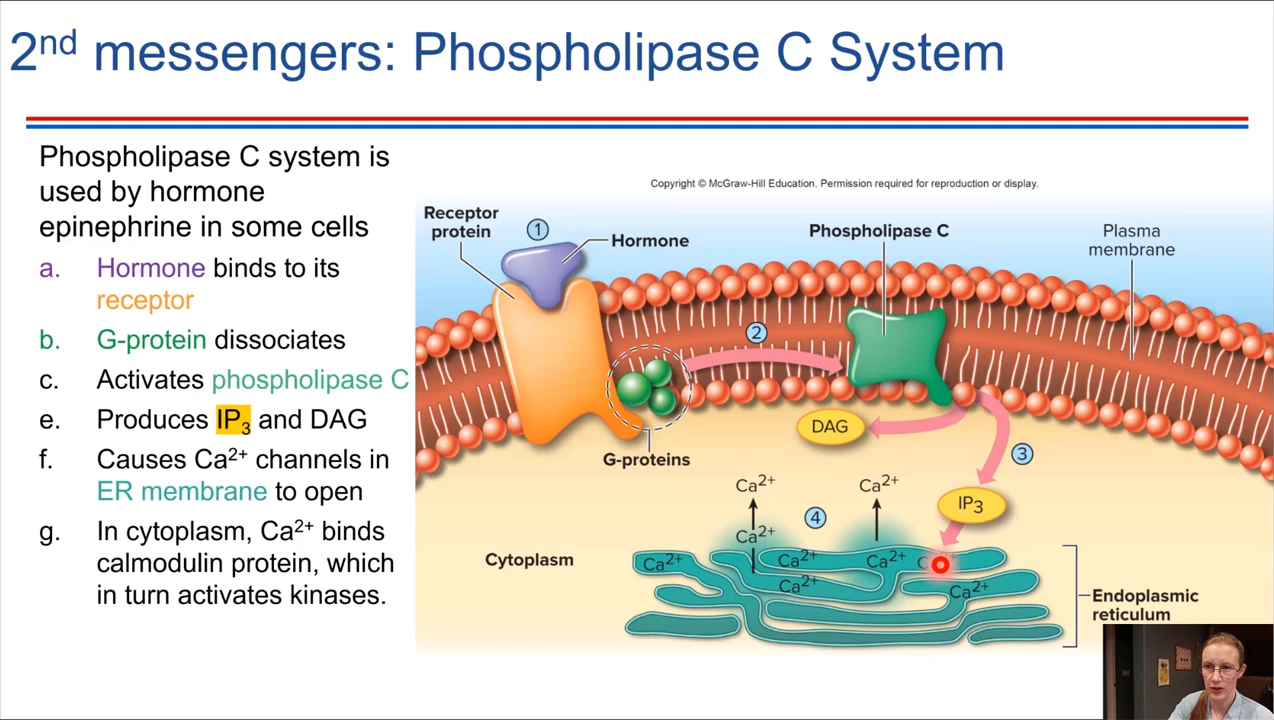 2nd messengers: Phospholipase C System
Phospholipase C system is
used by hormone
epinephrine in some cells
a. Hormone binds to its
receptor
b. G-protein dissociates
c. Activates phospholipase C
e. Produces IP3 and DAG
f. Causes Ca2+ channels in
ER membrane to open
g. In cytoplasm, Ca2+ binds
calmodulin protein, which
in turn activates kinases.
Copyright © McGraw-Hill Education. Permission required for reproduction or display.
Receptor
protein
1
Hormone
Phospholipase C
Plasma
membrane
2
DAG
G-proteins
3
Ca2+
Ca2+
IP3
4
Ca2+
Cytoplasm
Ca2+
Ca2+
Ca2+
Ca2+
Ca2+
Endoplasmic
reticulum